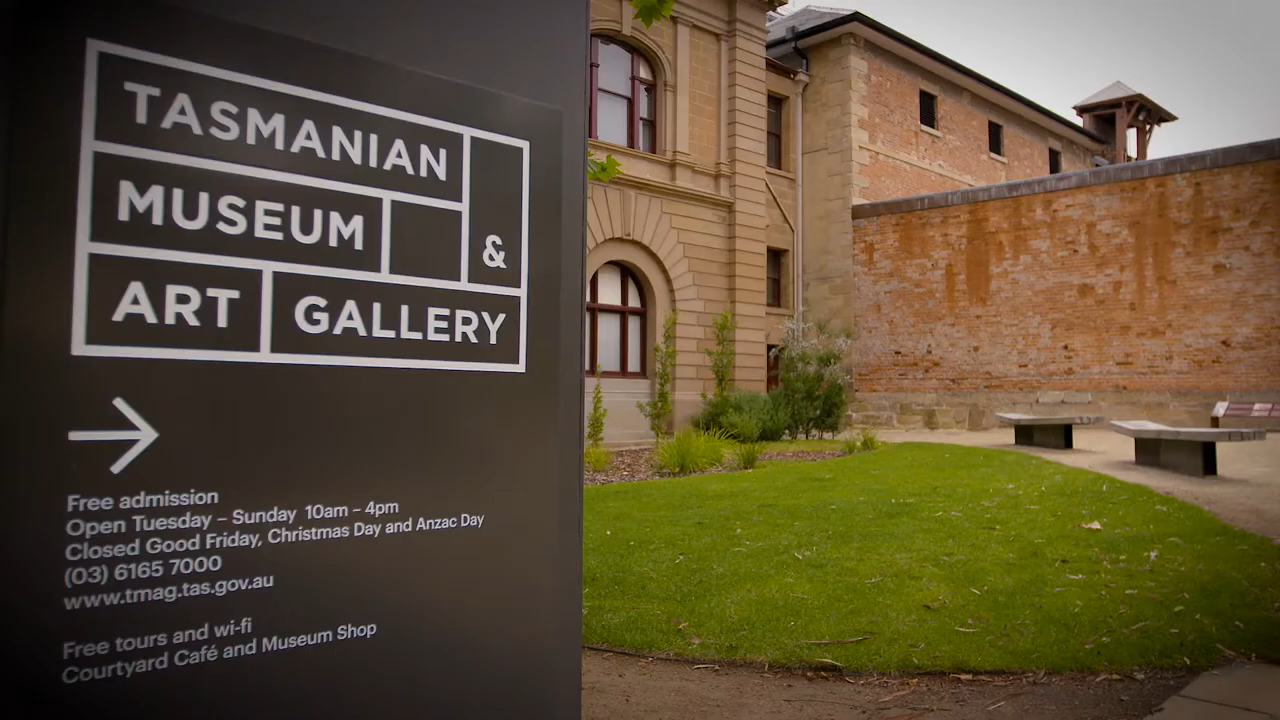 TASMANIAN
MUSEUM
&
ART GALLERY
Free admission
Open Tuesday – Sunday 10am – 4pm
Closed Good Friday, Christmas Day and Anzac Day
(03) 6165 7000
www.tmag.tas.gov.au
Free tours and wi-fi
Courtyard Café and Museum Shop